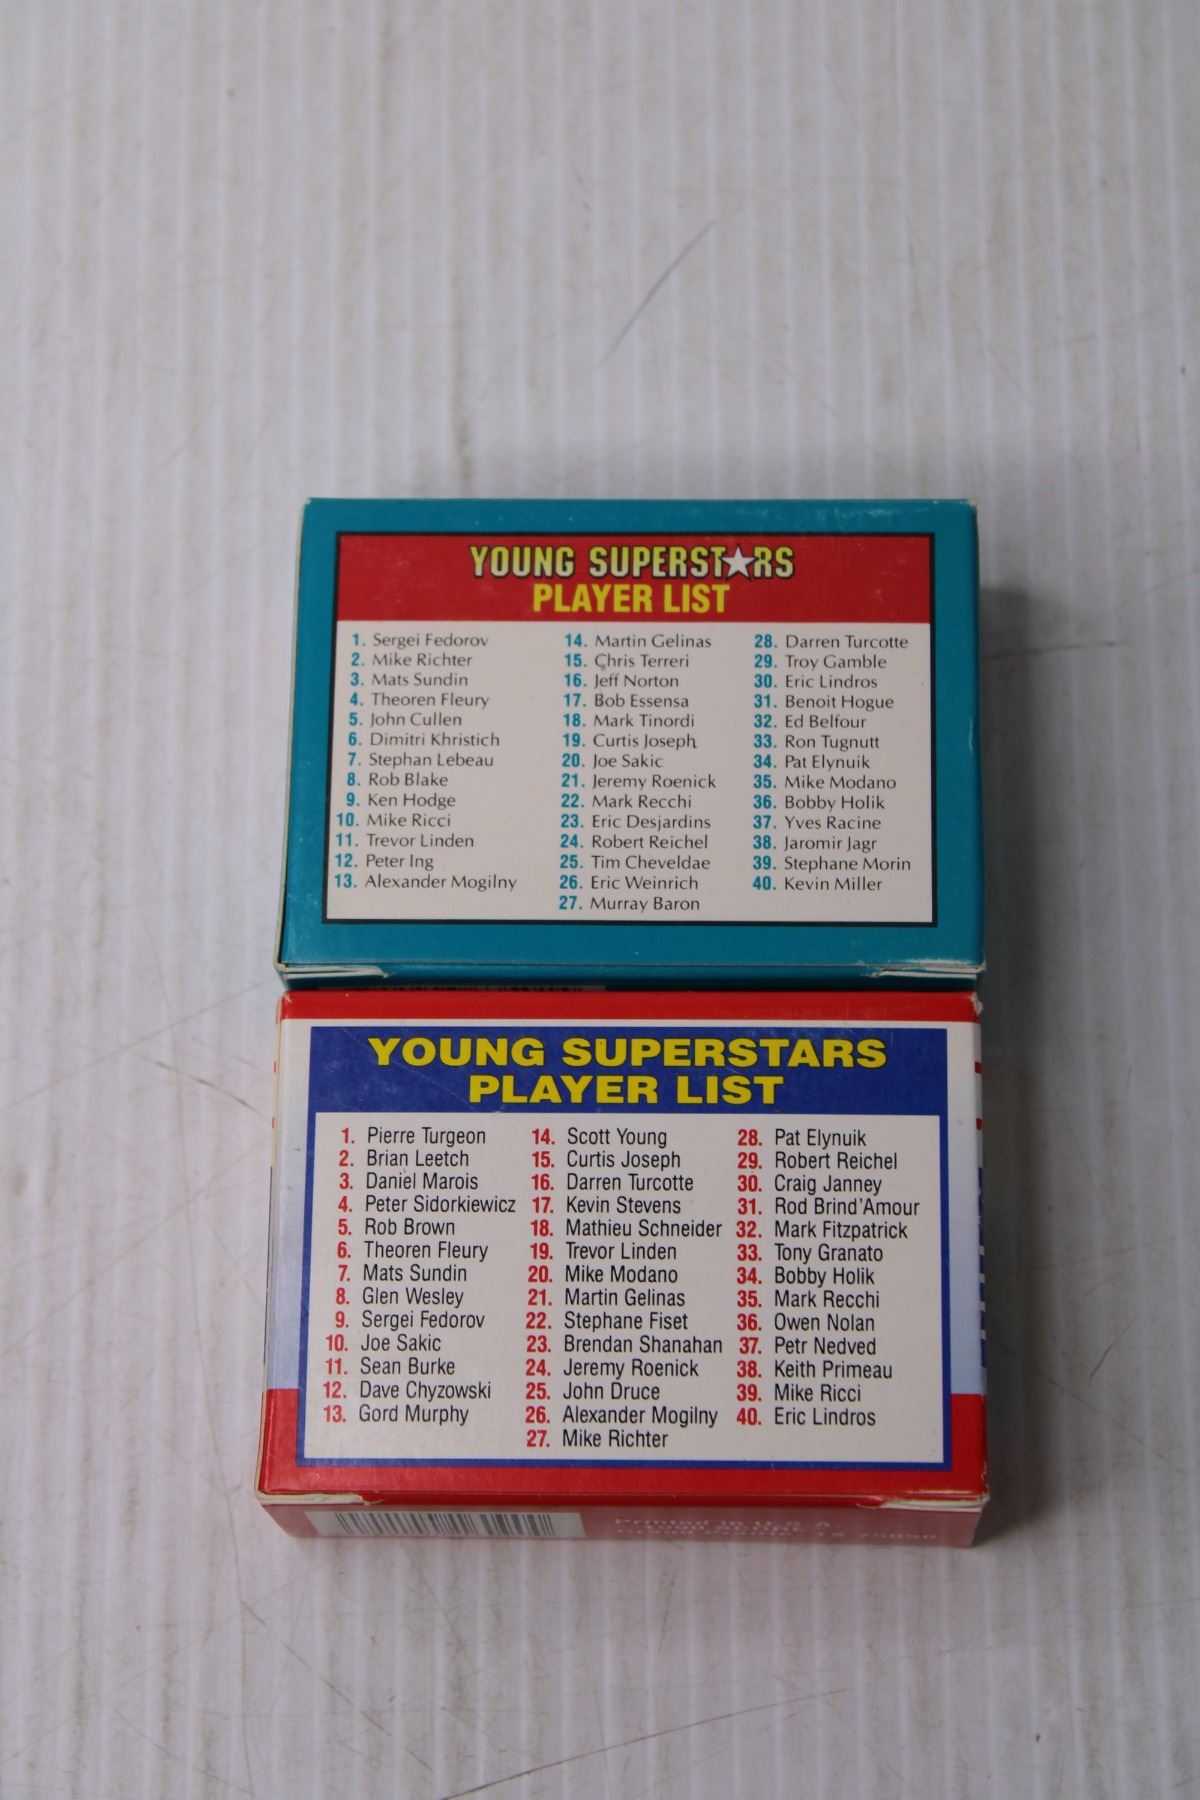 YOUNG SUPERST★RS
PLAYER LIST
1. Sergei Fedorov
2. Mike Richter
3. Mats Sundin
4. Theoren Fleury
5. John Cullen
6. Dimitri Khristich
7. Stephan Lebeau
8. Rob Blake
9. Ken Hodge
10. Mike Ricci
11. Trevor Linden
12. Peter Ing
13. Alexander Mogilny
14. Martin Gelinas
15. Chris Terreri
16. Jeff Norton
17. Bob Essensa
18. Mark Tinordi
19. Curtis Joseph
20. Joe Sakic
21. Jeremy Roenick
22. Mark Recchi
23. Eric Desjardins
24. Robert Reichel
25. Tim Cheveldae
26. Eric Weinrich
27. Murray Baron
28. Darren Turcotte
29. Troy Gamble
30. Eric Lindros
31. Benoit Hogue
32. Ed Belfour
33. Ron Tugnutt
34. Pat Elynuik
35. Mike Modano
36. Bobby Holik
37. Yves Racine
38. Jaromir Jagr
39. Stephane Morin
40. Kevin Miller
YOUNG SUPERSTARS
PLAYER LIST
1. Pierre Turgeon
2. Brian Leetch
3. Daniel Marois
4. Peter Sidorkiewicz
5. Rob Brown
6. Theoren Fleury
7. Mats Sundin
8. Glen Wesley
9. Sergei Fedorov
10. Joe Sakic
11. Sean Burke
12. Dave Chyzowski
13. Gord Murphy
14. Scott Young
15. Curtis Joseph
16. Darren Turcotte
17. Kevin Stevens
18. Mathieu Schneider
19. Trevor Linden
20. Mike Modano
21. Martin Gelinas
22. Stephane Fiset
23. Brendan Shanahan
24. Jeremy Roenick
25. John Druce
26. Alexander Mogilny
27. Mike Richter
28. Pat Elynuik
29. Robert Reichel
30. Craig Janney
31. Rod Brind'Amour
32. Mark Fitzpatrick
33. Tony Granato
34. Bobby Holik
35. Mark Recchi
36. Owen Nolan
37. Petr Nedved
38. Keith Primeau
39. Mike Ricci
40. Eric Lindros
Printed in U.S.A.